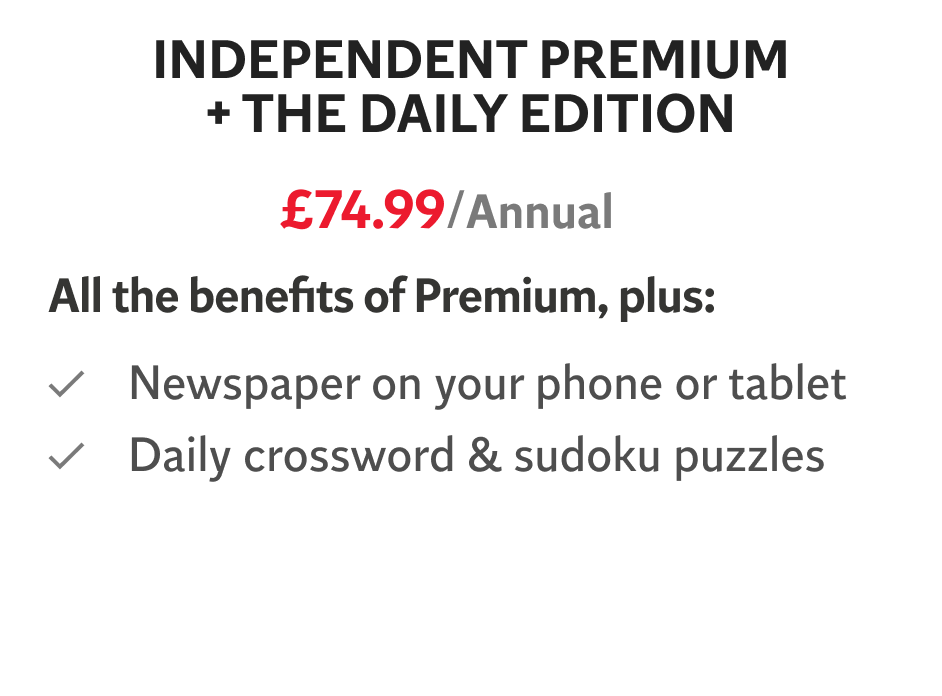 INDEPENDENT PREMIUM
+ THE DAILY EDITION
£74.99/Annual
All the benefits of Premium, plus:
Newspaper on your phone or tablet
Daily crossword & sudoku puzzles